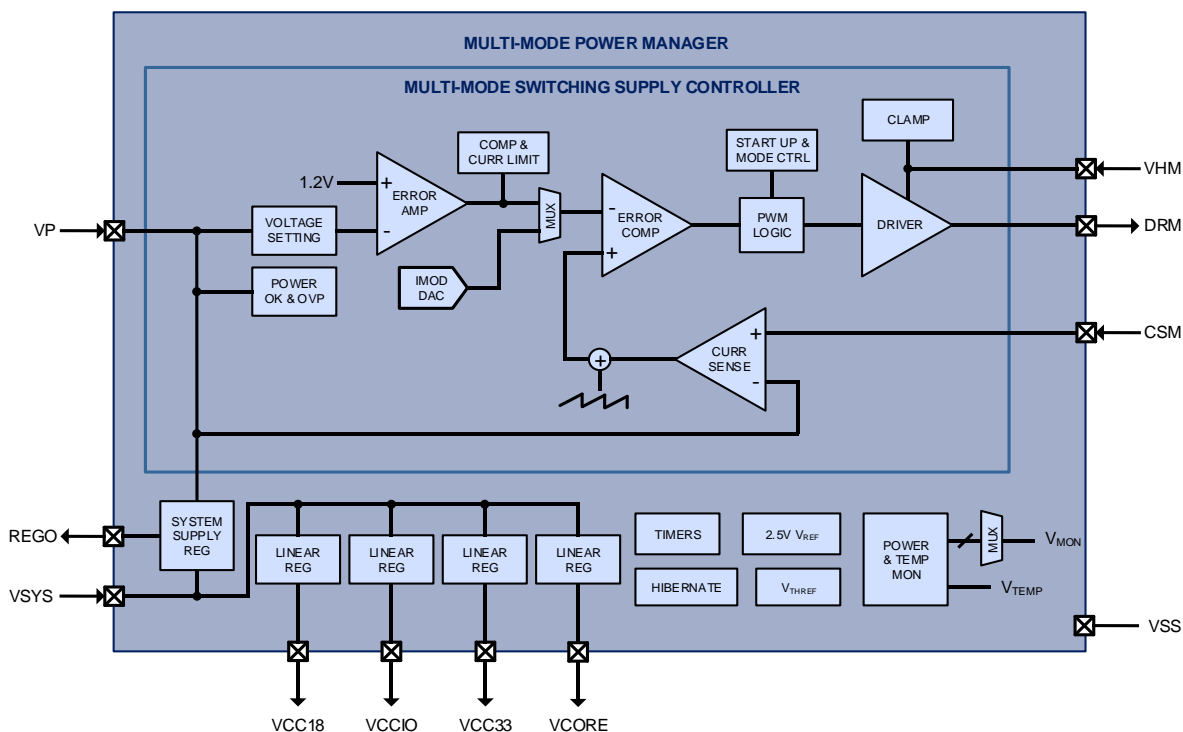 MULTI-MODE POWER MANAGER
MULTI-MODE SWITCHING SUPPLY CONTROLLER
CLAMP
COMP &
CURR LIMIT
START UP &
MODE CTRL
VHM
1.2V
+
ERROR
AMP
-
MUX
-
ERROR
COMP
+
PWM
LOGIC
DRIVER
DRM
VP
VOLTAGE
SETTING
POWER
OK & OVP
IMOD
DAC
CSM
+
CURR
SENSE
-
+
REGO
SYSTEM
SUPPLY
REG
VSYS
LINEAR
REG
LINEAR
REG
LINEAR
REG
LINEAR
REG
TIMERS
2.5V VREF
HIBERNATE
VTHREF
POWER
& TEMP
MON
MUX
VMON
VTEMP
VSS
VCC18
VCCIO
VCC33
VCORE